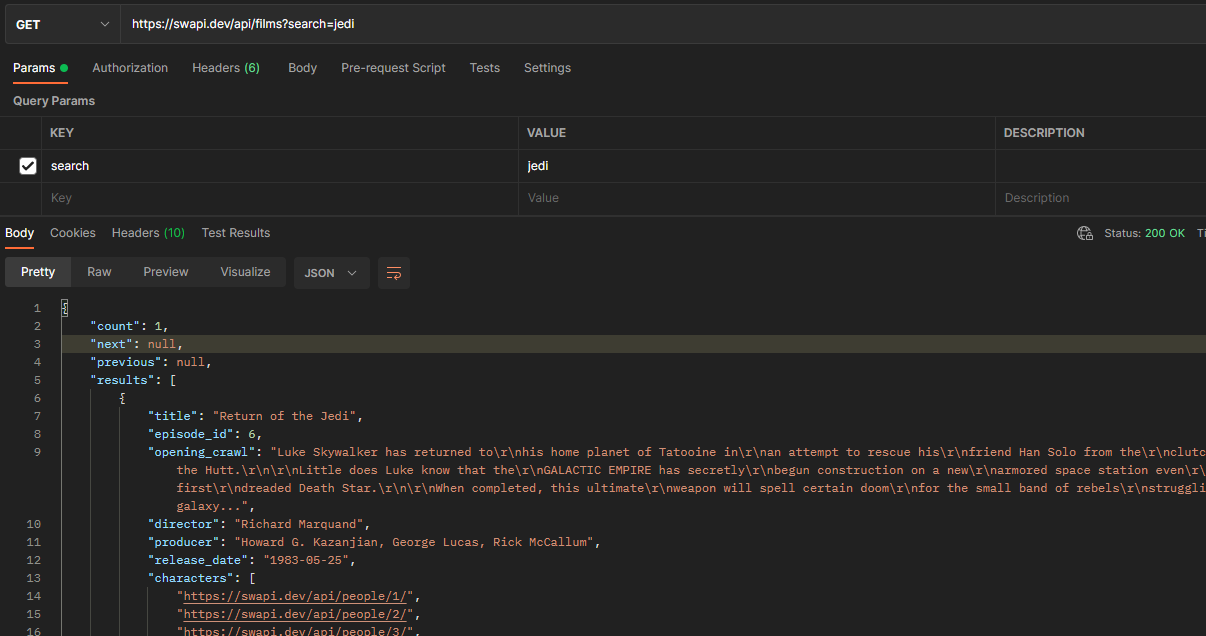 GET https://swapi.dev/api/films?search=jedi
Params Authorization Headers (6) Body Pre-request Script Tests Settings
Query Params
KEY VALUE DESCRIPTION
search jedi
Key Value Description
Body Cookies Headers (10) Test Results Status: 200 OK
Pretty Raw Preview Visualize JSON
1 {
2 "count": 1,
3 "next": null,
4 "previous": null,
5 "results": [
6 {
7 "title": "Return of the Jedi",
8 "episode_id": 6,
9 "opening_crawl": "Luke Skywalker has returned to\r\nhis home planet of Tatooine in\r\nan attempt to rescue his\r\nfriend Han Solo from the\r\nclutc
the Hutt.\r\n\r\nLittle does Luke know that the\r\nGALACTIC EMPIRE has secretly\r\nbegun construction on a new\r\narmored space station even\r\
first\r\ndreaded Death Star.\r\n\r\nWhen completed, this ultimate\r\nweapon will spell certain doom\r\nfor the small band of rebels\r\nstruggli
galaxy...",
10 "director": "Richard Marquand",
11 "producer": "Howard G. Kazanjian, George Lucas, Rick McCallum",
12 "release_date": "1983-05-25",
13 "characters": [
14 "https://swapi.dev/api/people/1/",
15 "https://swapi.dev/api/people/2/",
16 "https://swapi.dev/api/people/3/",